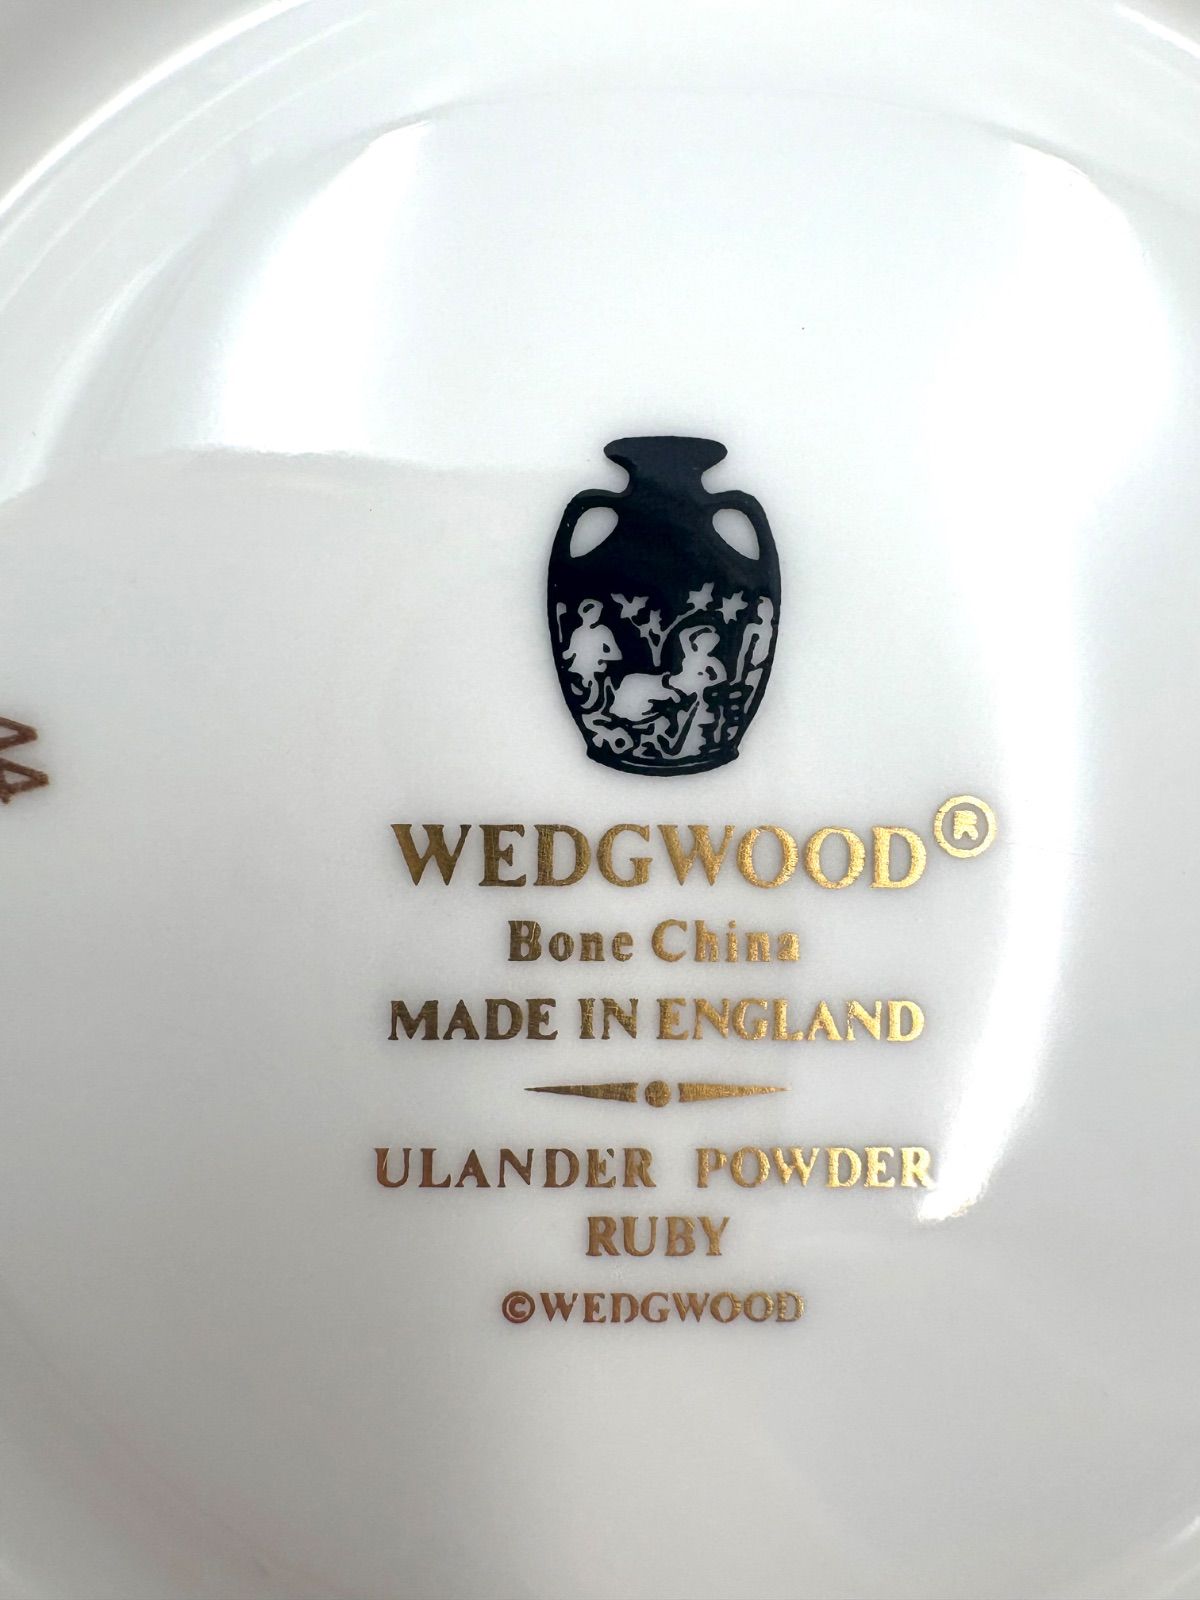 WEDGWOOD®
Bone China
MADE IN ENGLAND
ULANDER POWDER
RUBY
©WEDGWOOD